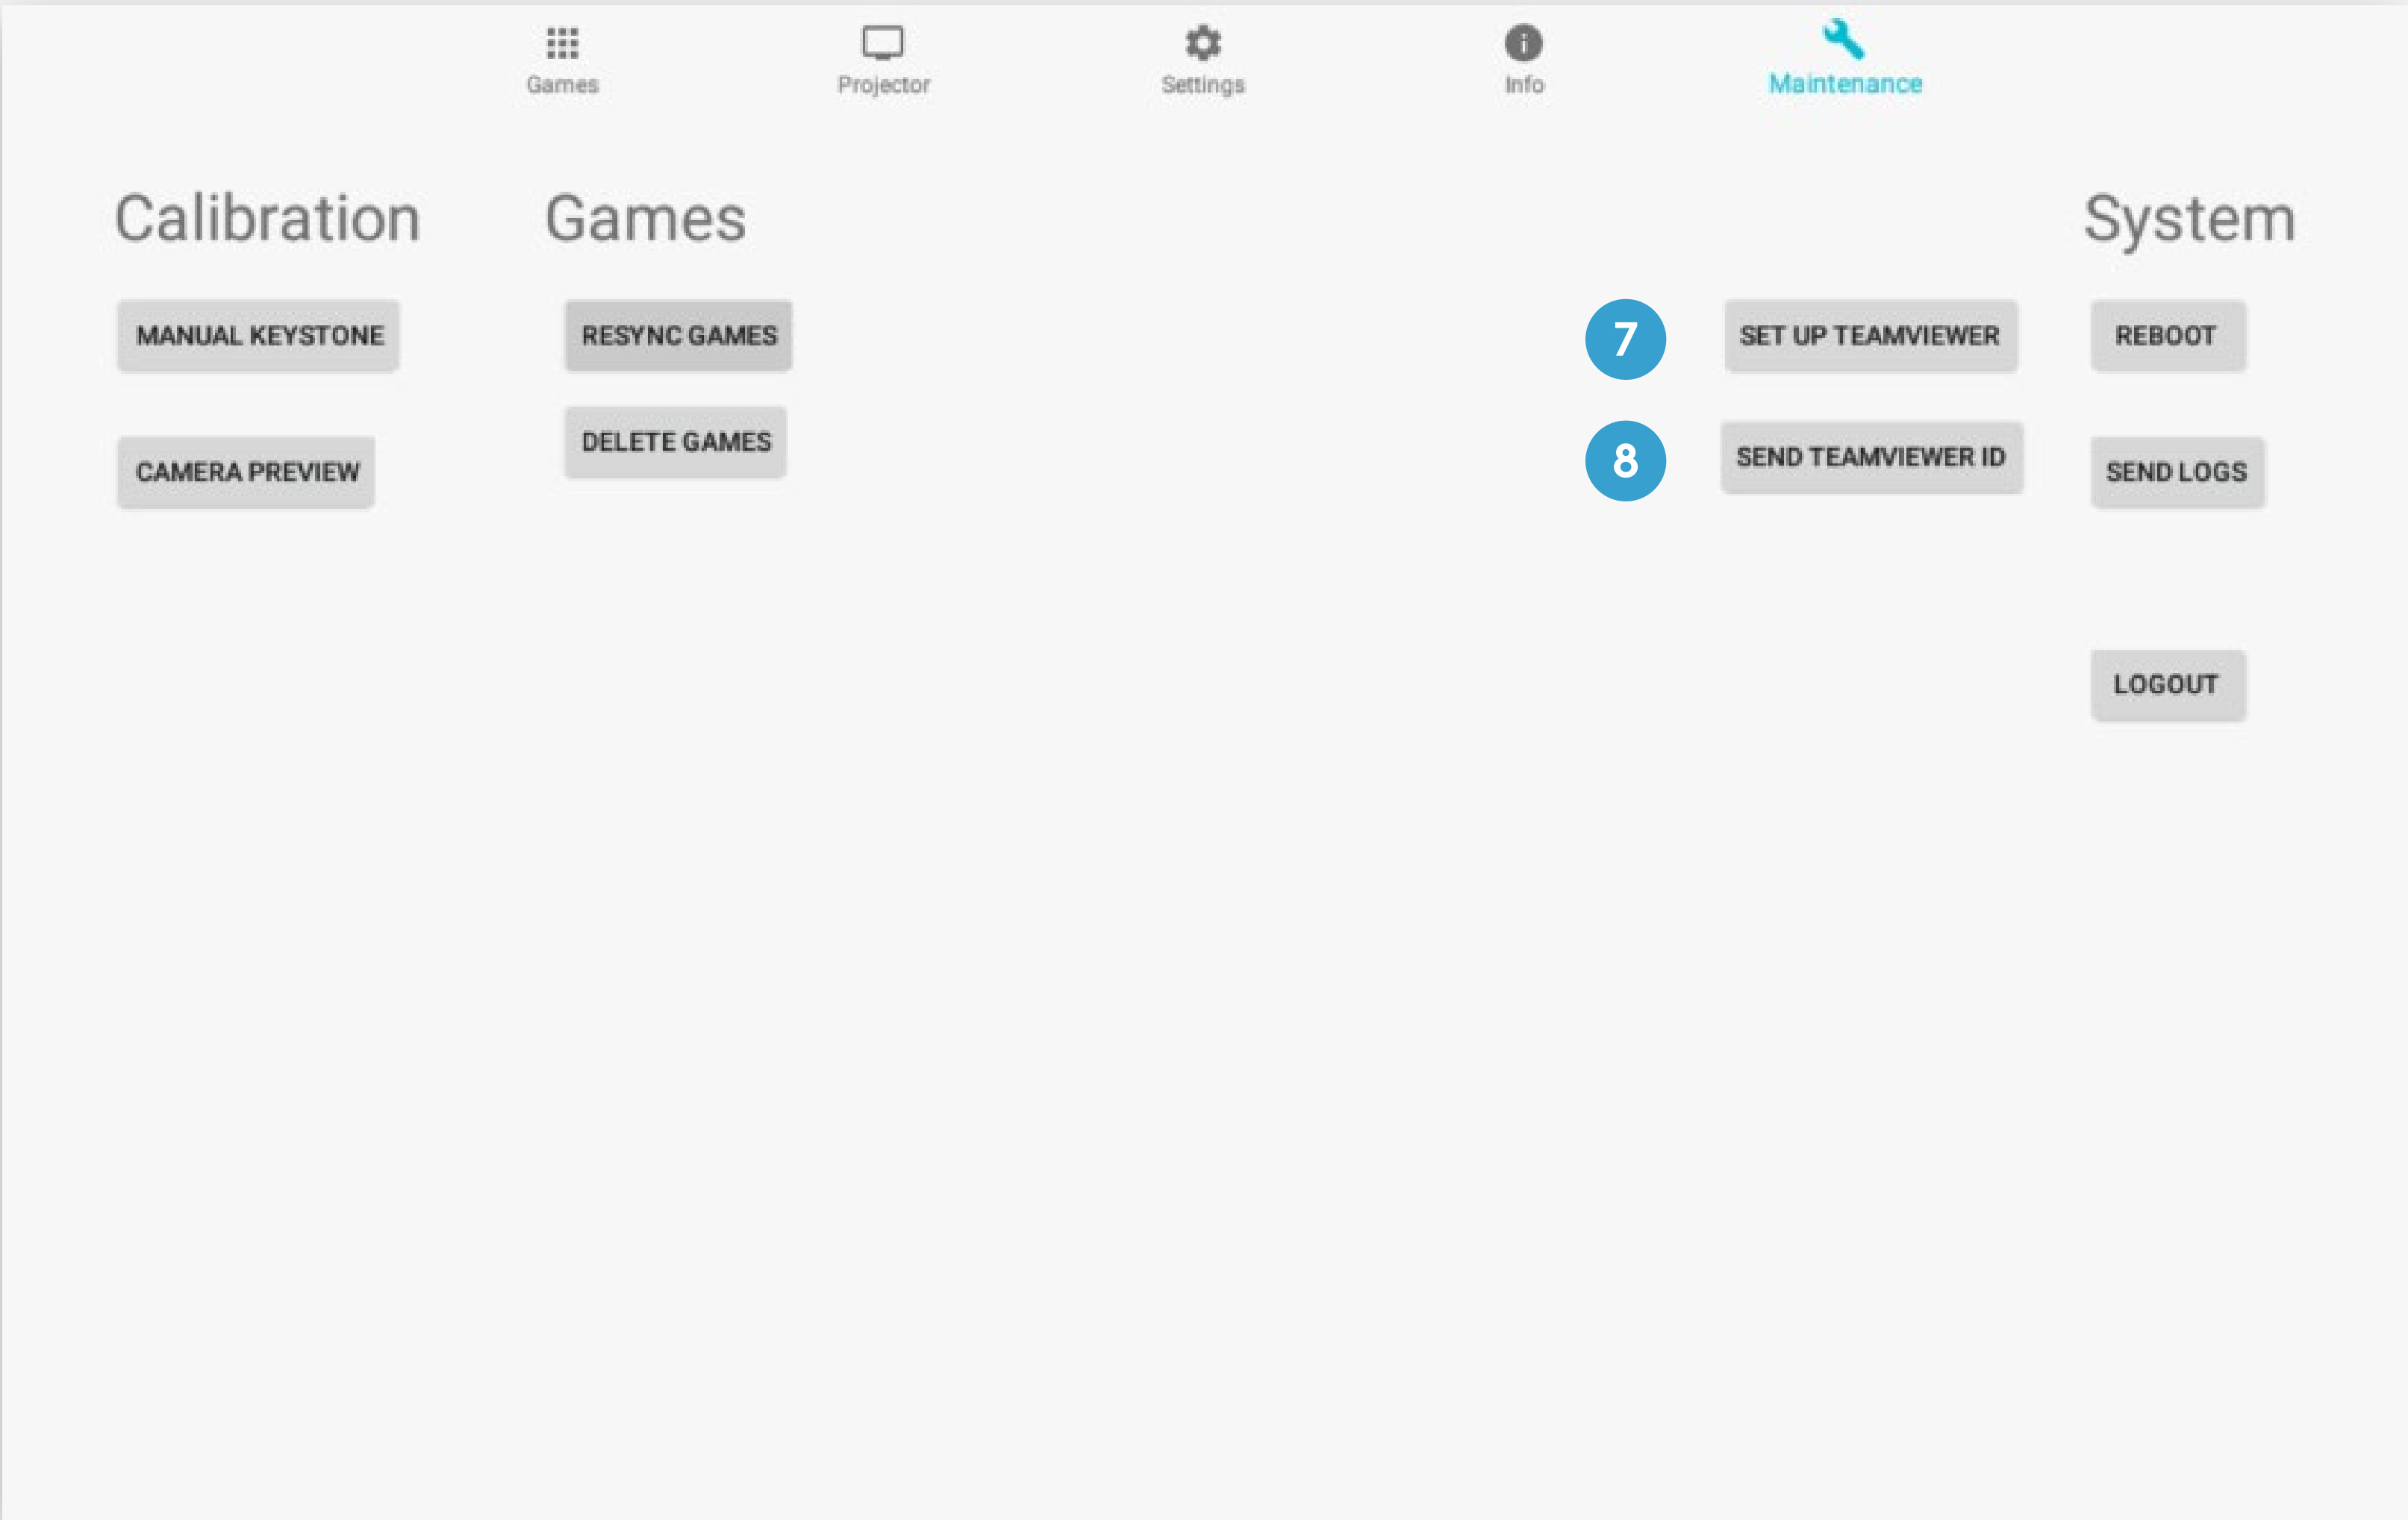 Games
Projector
Settings
Info
Maintenance
Calibration
Games
System
MANUAL KEYSTONE
RESYNC GAMES
7
SET UP TEAMVIEWER
REBOOT
CAMERA PREVIEW
DELETE GAMES
8
SEND TEAMVIEWER ID
SEND LOGS
LOGOUT